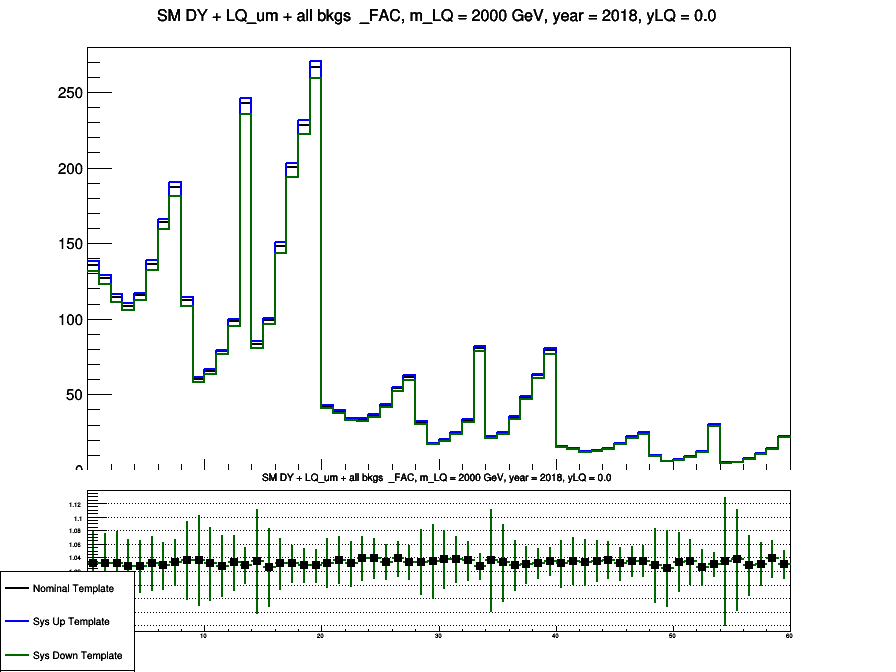 SM DY + LQ_um + all bkgs _FAC, m_LQ = 2000 GeV, year = 2018, yLQ = 0.0
250
200
150
100
50
SM DY + LQ_um + all bkgs _FAC, m_LQ = 2000 GeV, year = 2018, yLQ = 0.0
1.12
1.1
1.08
1.06
1.04
Nominal Template
Sys Up Template
Sys Down Template
10 20 30 40 50 60